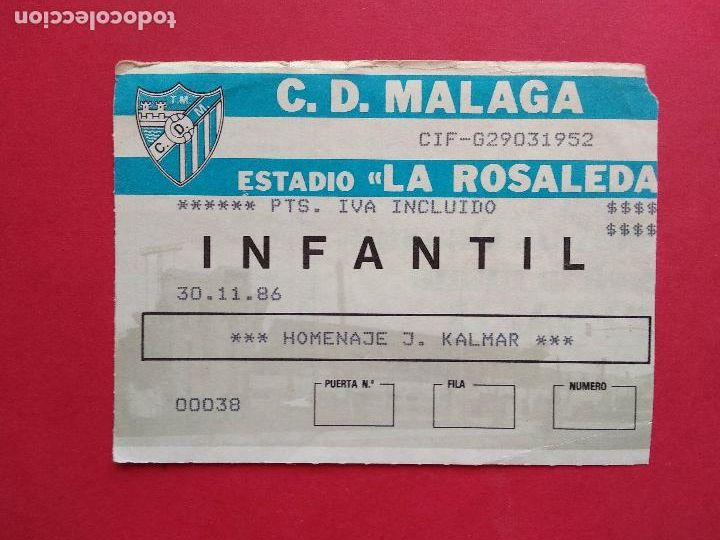 todocoleccion
T M
C. D. M
C. D. MALAGA
CIF-G29031952
ESTADIO «LA ROSALEDA
****** PTS. IVA INCLUIDO $$$$
$$$$
INFANTIL
30.11.86
*** HOMENAJE J. KALMAR ***
PUERTA N.º FILA NUMERO
00038